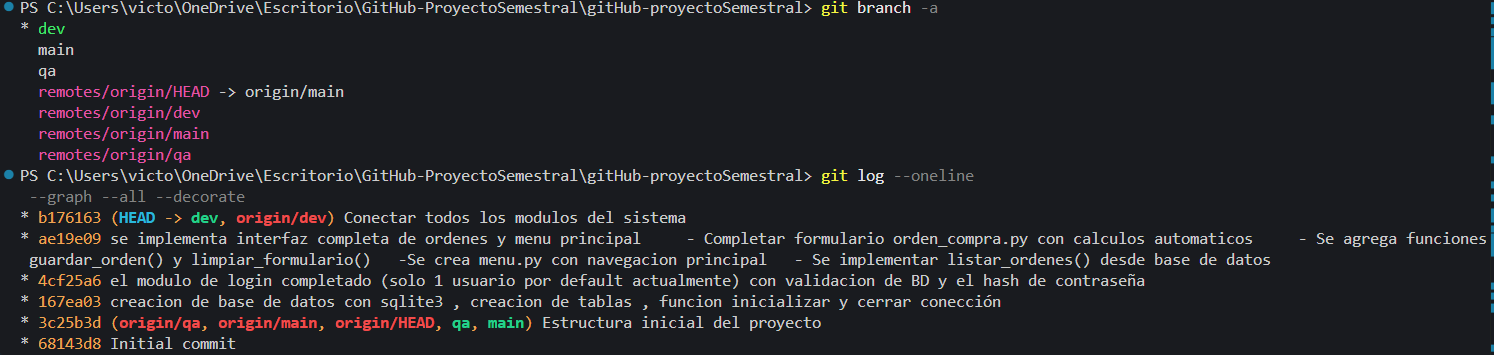 PS C:\Users\victo\OneDrive\Escritorio\GitHub-ProyectoSemestral\gitHub-proyectoSemestral> git branch -a
* dev
  main
  qa
  remotes/origin/HEAD -> origin/main
  remotes/origin/dev
  remotes/origin/main
  remotes/origin/qa
PS C:\Users\victo\OneDrive\Escritorio\GitHub-ProyectoSemestral\gitHub-proyectoSemestral> git log --oneline
 --graph --all --decorate
* b176163 (HEAD -> dev, origin/dev) Conectar todos los modulos del sistema
* ae19e09 se implementa interfaz completa de ordenes y menu principal     - Completar formulario orden_compra.py con calculos automaticos     - Se agrega funciones
 guardar_orden() y limpiar_formulario()   -Se crea menu.py con navegacion principal   - Se implementar listar_ordenes() desde base de datos
* 4cf25a6 el modulo de login completado (solo 1 usuario por default actualmente) con validacion de BD y el hash de contraseña
* 167ea03 creacion de base de datos con sqlite3 , creacion de tablas , funcion inicializar y cerrar conección
* 3c25b3d (origin/qa, origin/main, origin/HEAD, qa, main) Estructura inicial del proyecto
* 68143d8 Initial commit